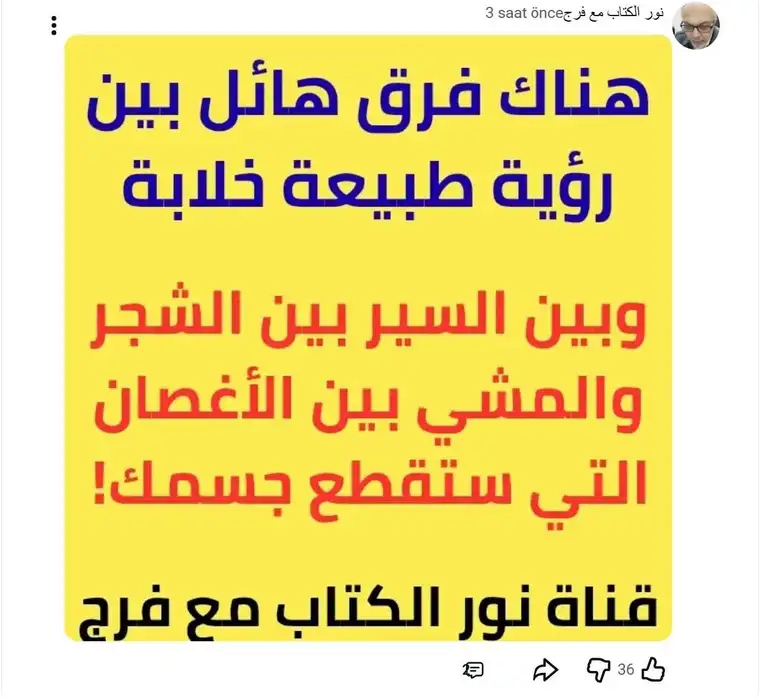 نور الكتاب مع فرج 3 saat önce
هناك فرق هائل بين
رؤية طبيعة خلابة
وبين السير بين الشجر
والمشي بين الأغصان
التي ستقطع جسمك!
قناة نور الكتاب مع فرج
36
2